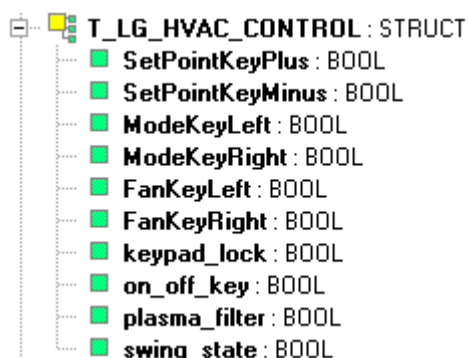 T_LG_HVAC_CONTROL : STRUCT
SetPointKeyPlus : BOOL
SetPointKeyMinus : BOOL
ModeKeyLeft : BOOL
ModeKeyRight : BOOL
FanKeyLeft : BOOL
FanKeyRight : BOOL
keypad_lock : BOOL
on_off_key : BOOL
plasma_filter : BOOL
swing_state : BOOL